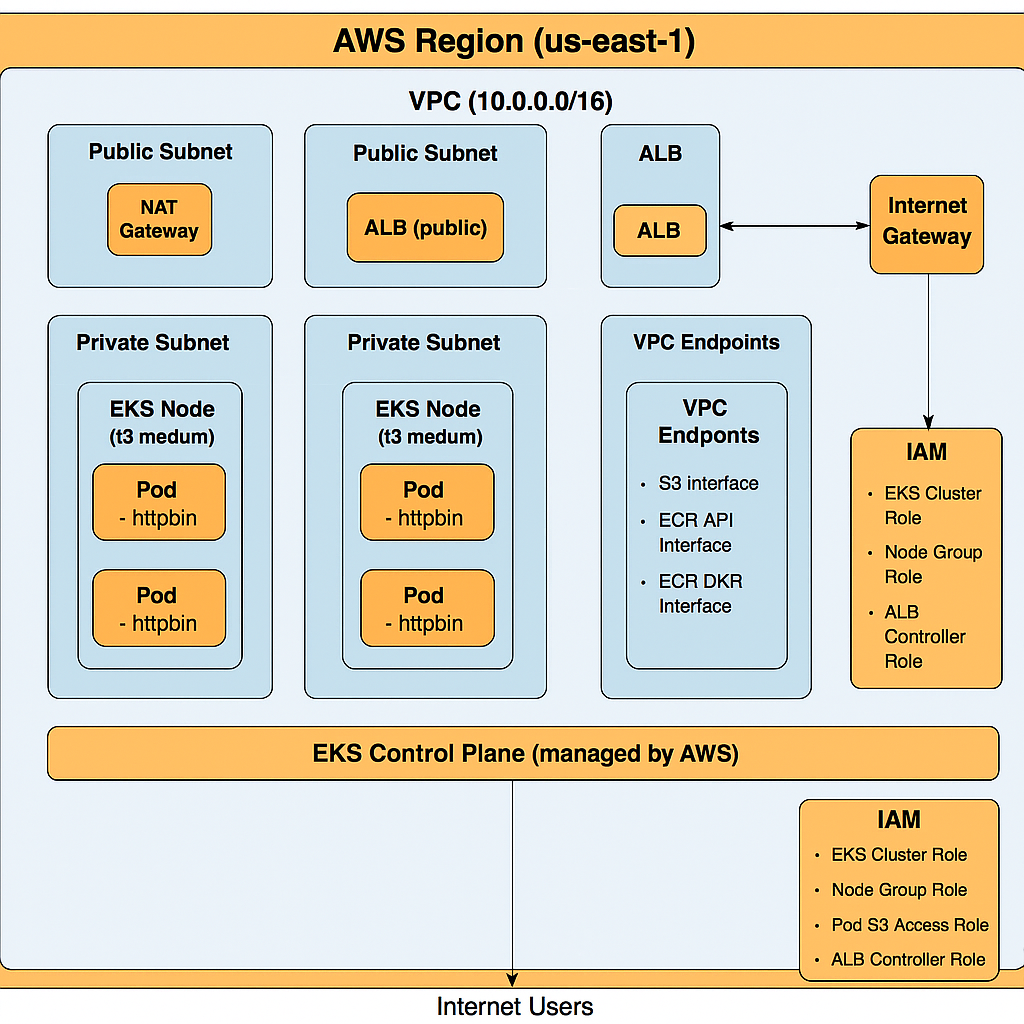 AWS Region (us-east-1)
VPC (10.0.0.0/16)
Public Subnet
NAT
Gateway
Public Subnet
ALB (public)
ALB
ALB
Internet
Gateway
Private Subnet
EKS Node
(t3 medum)
Pod
- httpbin
Pod
- httpbin
Private Subnet
EKS Node
(t3 medum)
Pod
- httpbin
Pod
- httpbin
VPC Endpoints
VPC
Endponts
• S3 interface
• ECR API
Interface
• ECR DKR
Interface
IAM
• EKS Cluster
Role
• Node Group
Role
• ALB
Controller
Role
EKS Control Plane (managed by AWS)
IAM
• EKS Cluster Role
• Node Group Role
• Pod S3 Access Role
• ALB Controller Role
Internet Users